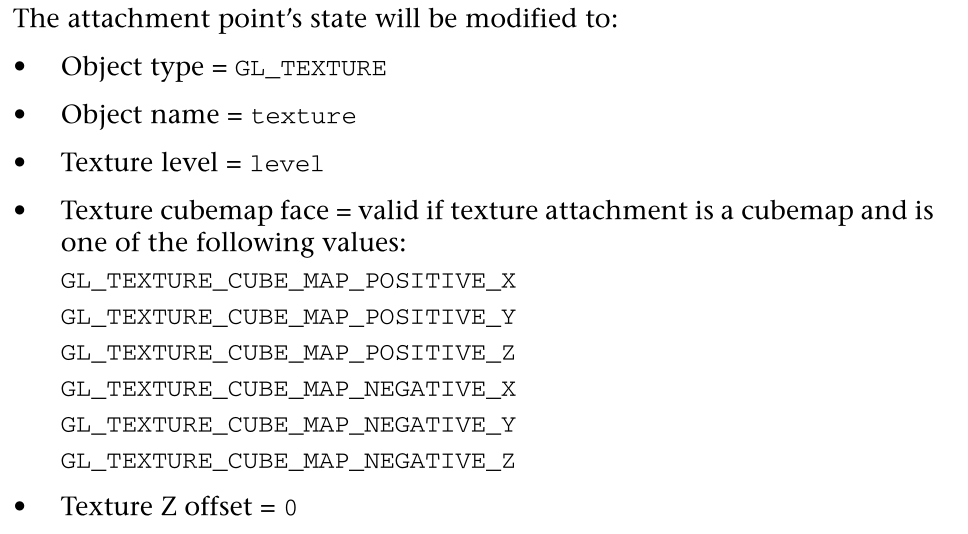 The attachment point’s state will be modified to:
• Object type = GL_TEXTURE
• Object name = texture
• Texture level = level
• Texture cubemap face = valid if texture attachment is a cubemap and is
one of the following values:
GL_TEXTURE_CUBE_MAP_POSITIVE_X
GL_TEXTURE_CUBE_MAP_POSITIVE_Y
GL_TEXTURE_CUBE_MAP_POSITIVE_Z
GL_TEXTURE_CUBE_MAP_NEGATIVE_X
GL_TEXTURE_CUBE_MAP_NEGATIVE_Y
GL_TEXTURE_CUBE_MAP_NEGATIVE_Z
• Texture Z offset = 0